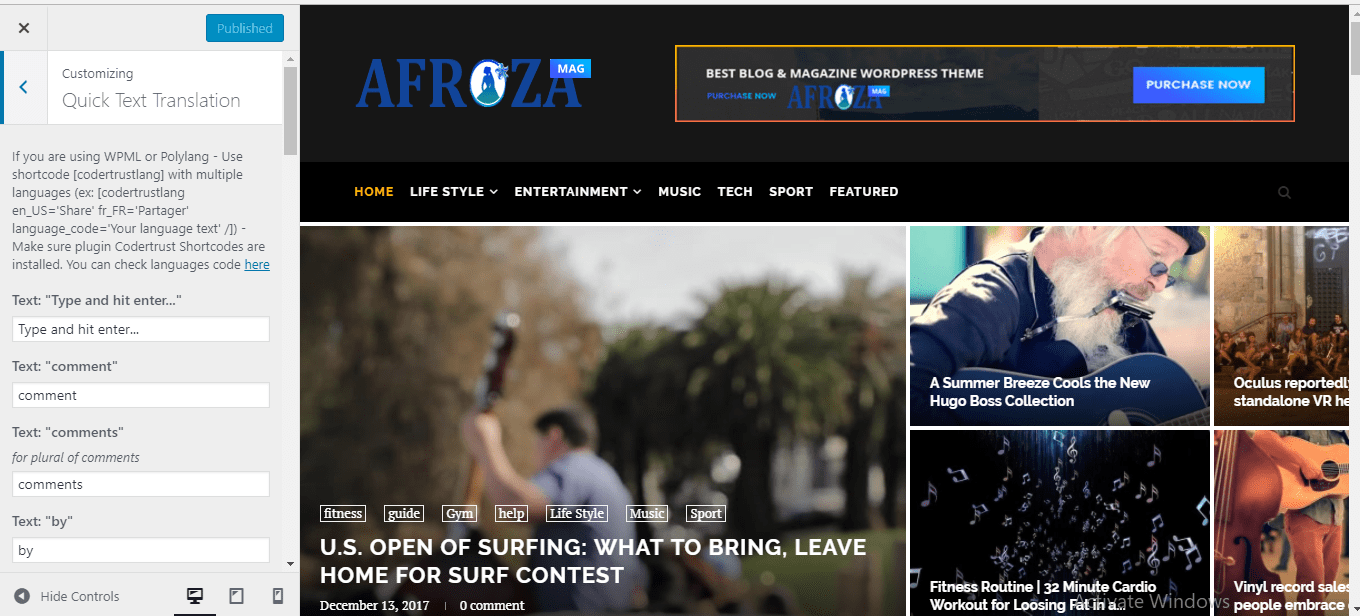 Published
Customizing
Quick Text Translation
If you are using WPML or Polylang - Use
shortcode [codertrustlang] with multiple
languages (ex: [codertrustlang
en_US='Share' fr_FR='Partager'
language_code='Your language text' /]) -
Make sure plugin Codertrust Shortcodes are
installed. You can check languages code here
Text: "Type and hit enter..."
Type and hit enter...
Text: "comment"
comment
Text: "comments"
for plural of comments
comments
Text: "by"
by
Hide Controls
AFROZA MAG
BEST BLOG & MAGAZINE WORDPRESS THEME
PURCHASE NOW AFROZA MAG
PURCHASE NOW
HOME LIFE STYLE ENTERTAINMENT MUSIC TECH SPORT FEATURED
fitness guide Gym help Life Style Music Sport
U.S. OPEN OF SURFING: WHAT TO BRING, LEAVE
HOME FOR SURF CONTEST
December 13, 2017 0 comment
A Summer Breeze Cools the New
Hugo Boss Collection
Oculus reportedly
standalone VR he
Fitness Routine | 32 Minute Cardio
Workout for Loosing Fat in a...
Vinyl record sales
people embrace
Activate Windows